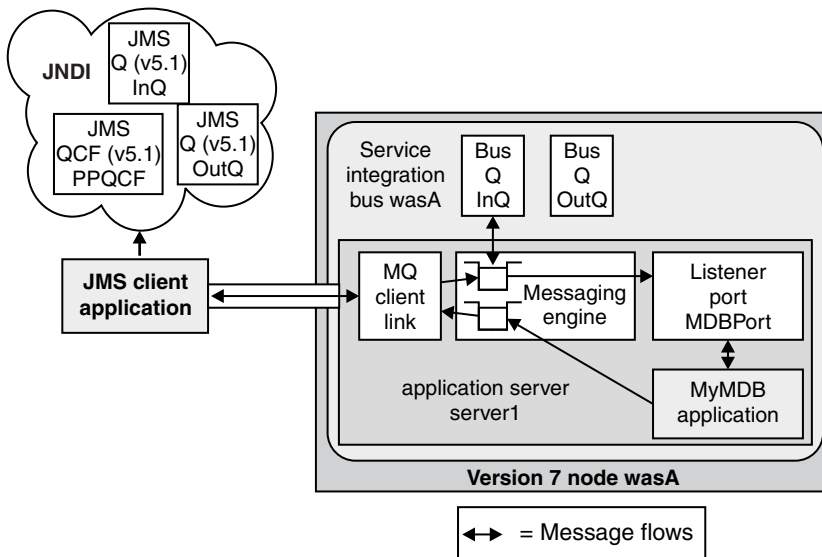 JNDI
JMS
Q (v5.1)
InQ
JMS
QCF (v5.1)
PPQCF
JMS
Q (v5.1)
OutQ
JMS client
application
Service
integration
bus wasA
Bus
Q
InQ
Bus
Q
OutQ
MQ
client
link
Messaging
engine
Listener
port
MDBPort
application server
server1
MyMDB
application
Version 7 node wasA
= Message flows